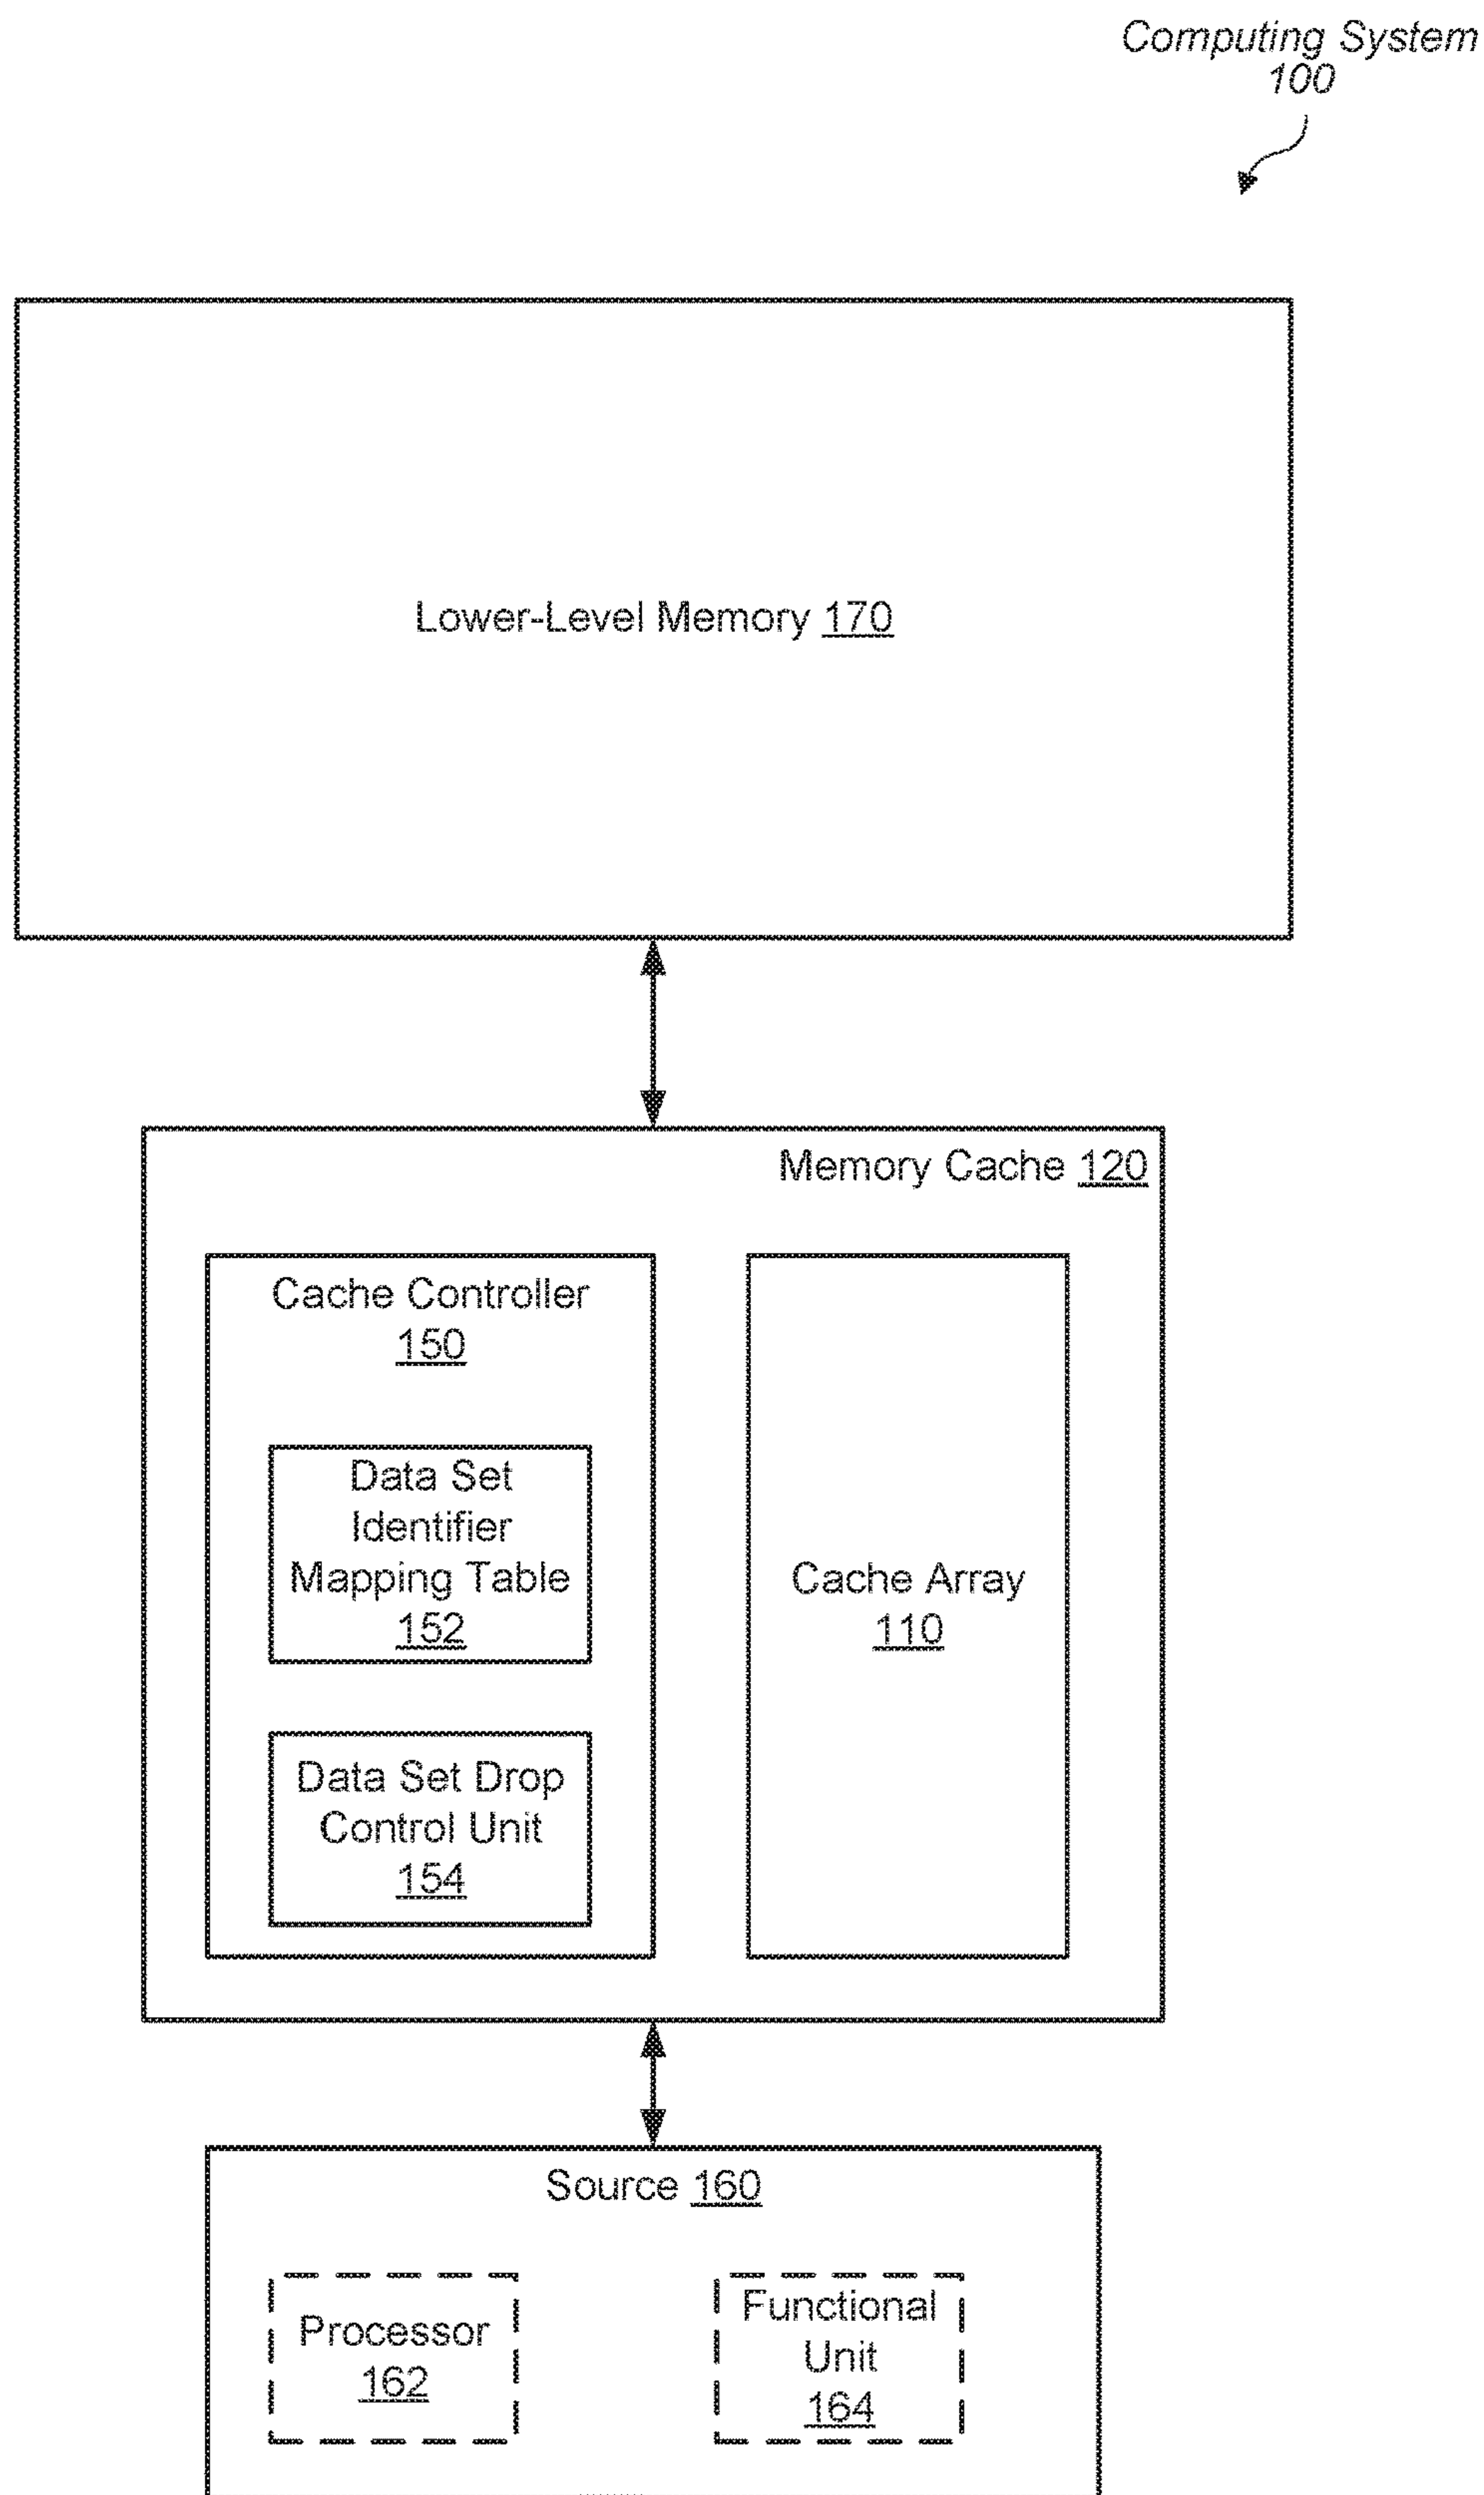 Computing System
100
Lower-Level Memory 170
Memory Cache 120
Cache Controller
150
Data Set
Identifier
Mapping Table
152
Data Set Drop
Control Unit
154
Cache Array
110
Source 160
Processor
162
Functional
Unit
164